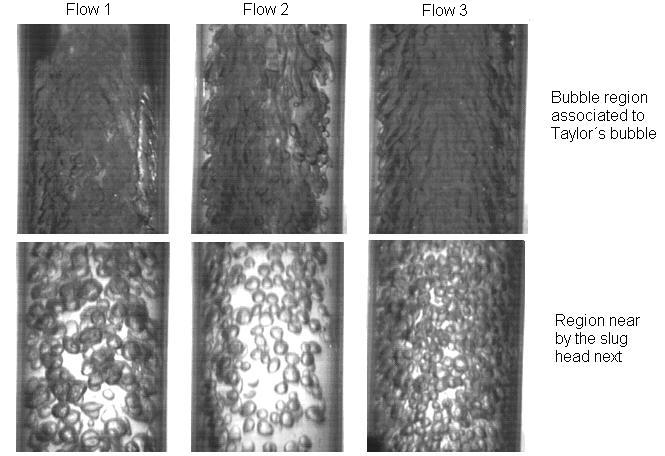 Flow 1
Flow 2
Flow 3
Bubble region
associated to
Taylor´s bubble
Region near
by the slug
head next